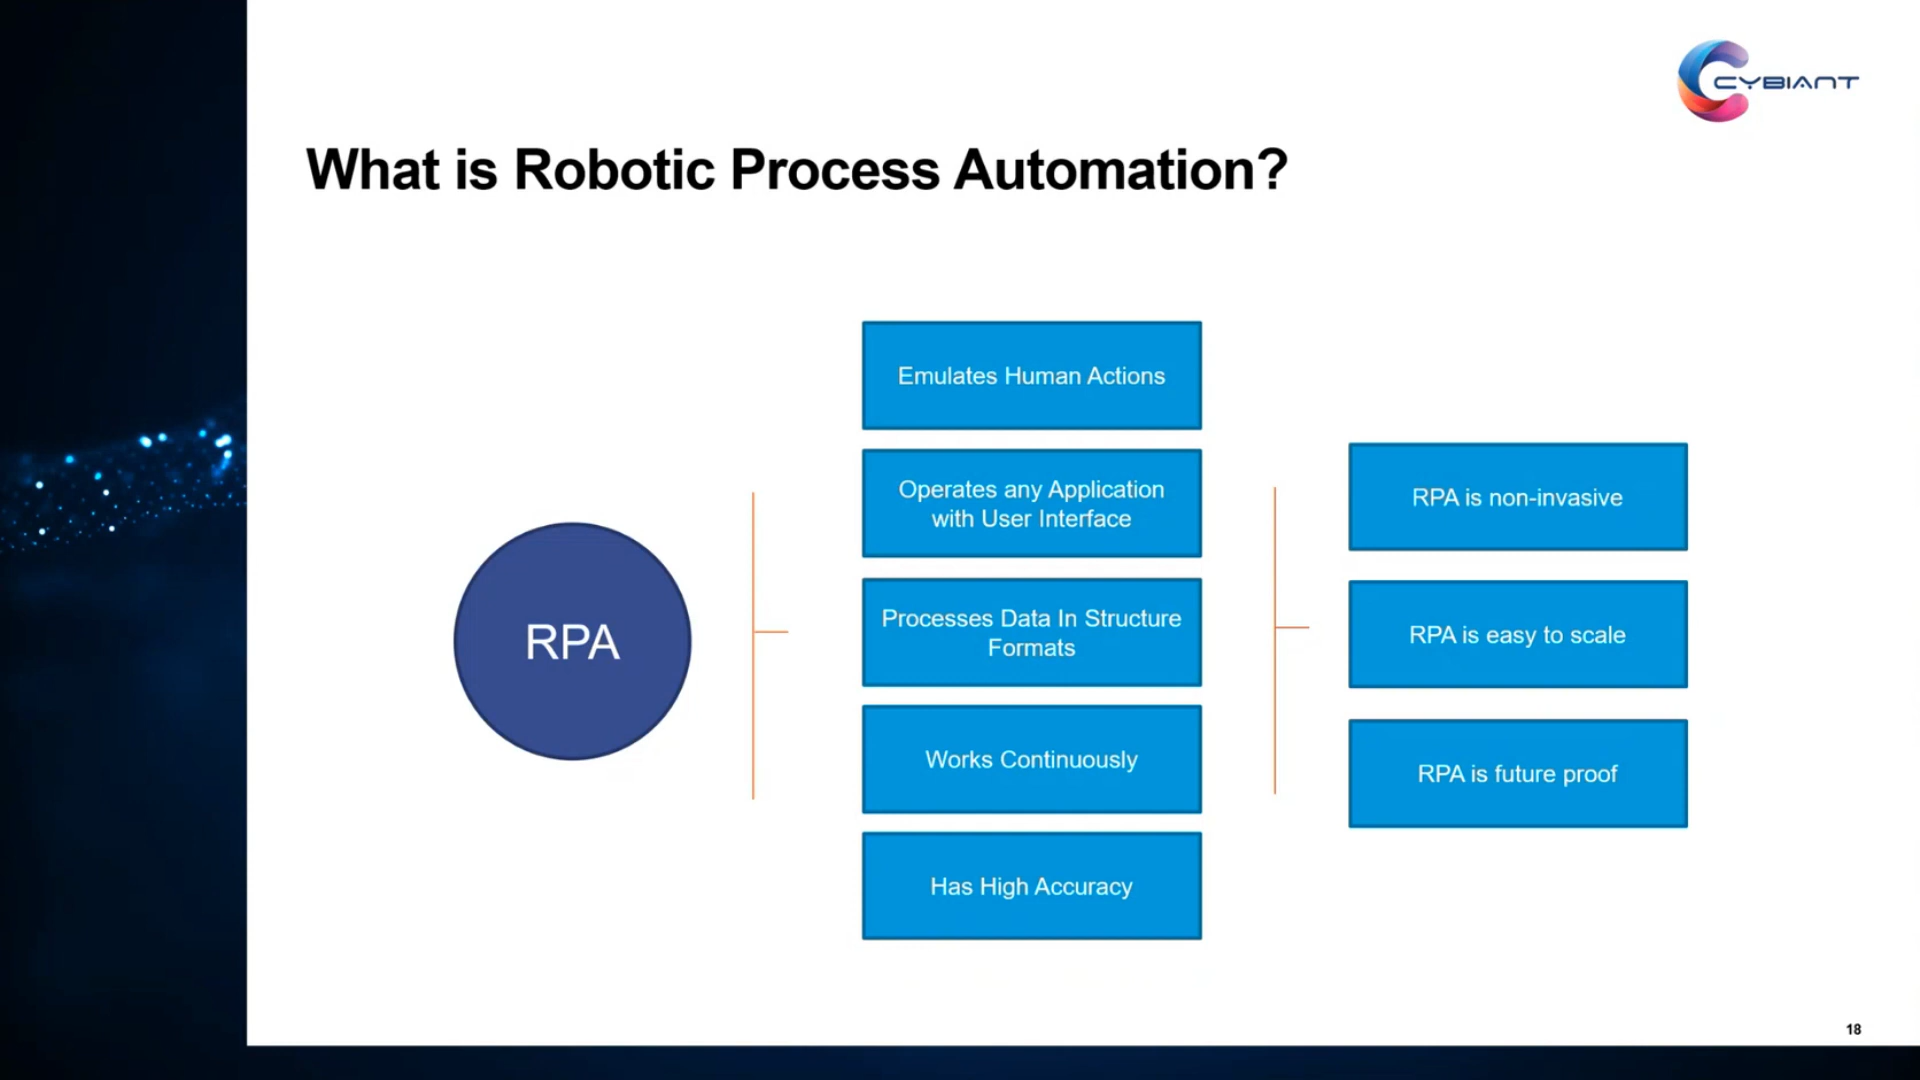 CYBIANT
What is Robotic Process Automation?
RPA
Emulates Human Actions
Operates any Application
with User Interface
Processes Data In Structure
Formats
Works Continuously
Has High Accuracy
RPA is non-invasive
RPA is easy to scale
RPA is future proof
18